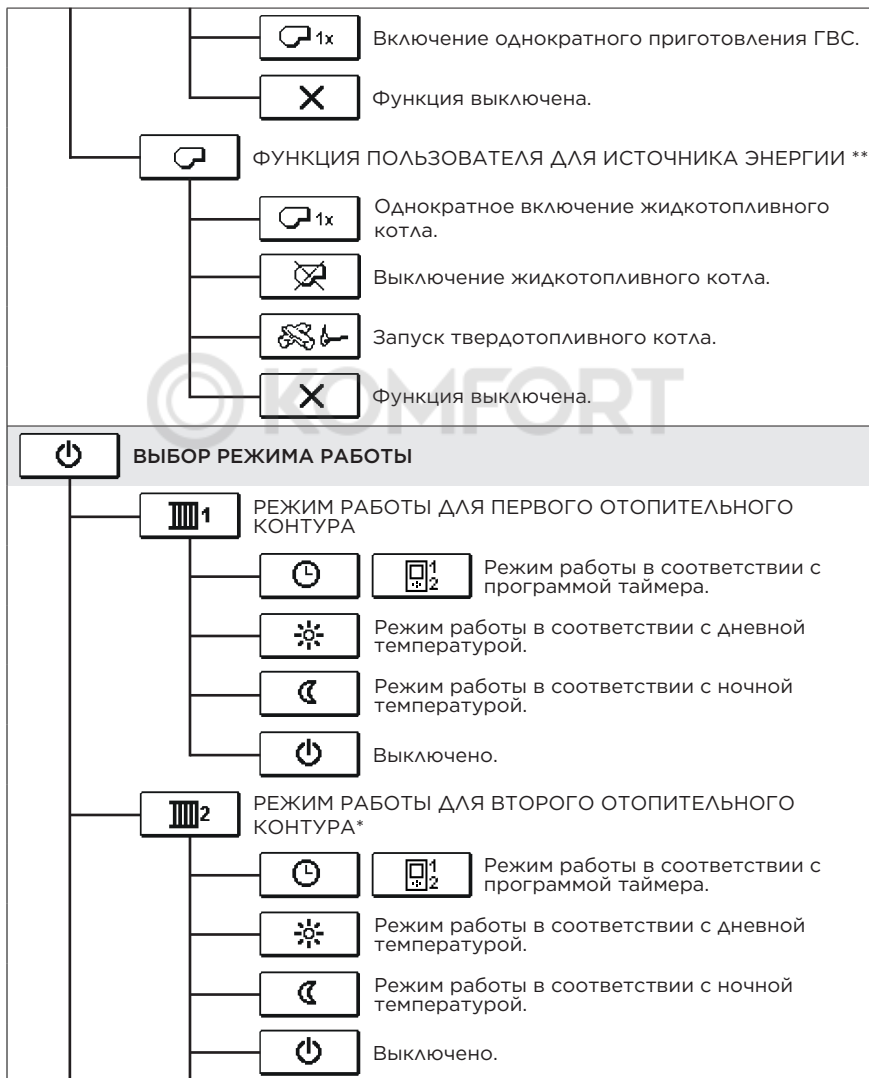 1x Включение однократного приготовления ГВС.
Функция выключена.
ФУНКЦИЯ ПОЛЬЗОВАТЕЛЯ ДЛЯ ИСТОЧНИКА ЭНЕРГИИ **
1x Однократное включение жидкотопливного
котла.
Выключение жидкотопливного котла.
Запуск твердотопливного котла.
KOMFORT
Функция выключена.
ВЫБОР РЕЖИМА РАБОТЫ
1 РЕЖИМ РАБОТЫ ДЛЯ ПЕРВОГО ОТОПИТЕЛЬНОГО
КОНТУРА
1 2 Режим работы в соответствии с
программой таймера.
Режим работы в соответствии с дневной
температурой.
Режим работы в соответствии с ночной
температурой.
Выключено.
2 РЕЖИМ РАБОТЫ ДЛЯ ВТОРОГО ОТОПИТЕЛЬНОГО
КОНТУРА*
1 2 Режим работы в соответствии с
программой таймера.
Режим работы в соответствии с дневной
температурой.
Режим работы в соответствии с ночной
температурой.
Выключено.